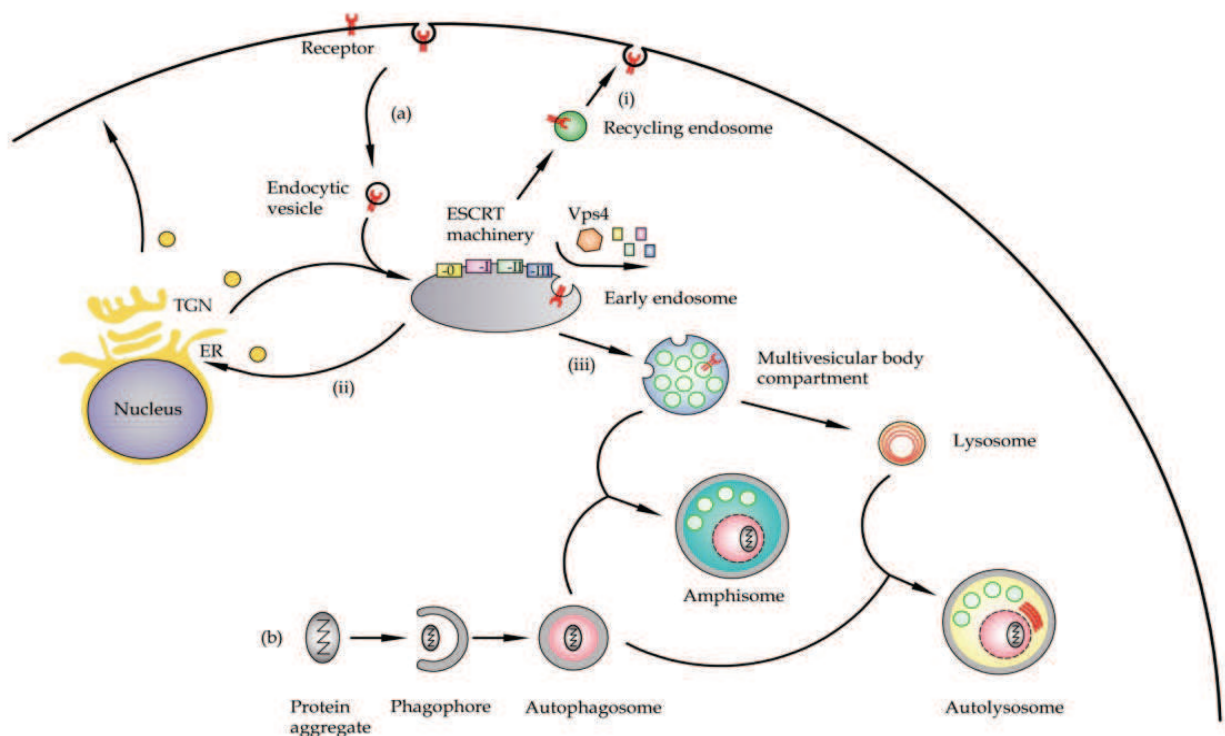 Receptor
(a)
(i)
Recycling endosome
Endocytic
vesicle
ESCRT
machinery
Vps4
-0
-I
-II
-III
Early endosome
TGN
ER
(ii)
(iii)
Nucleus
Multivesicular body
compartment
Lysosome
Amphisome
(b)
Protein
aggregate
Phagophore
Autophagosome
Autolysosome